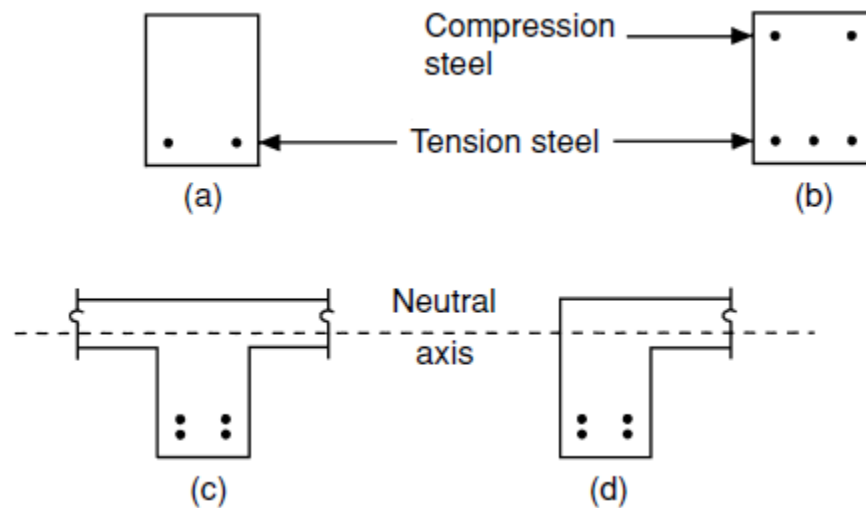 Compression
steel
Tension steel
(a)
(b)
Neutral
axis
(c)
(d)